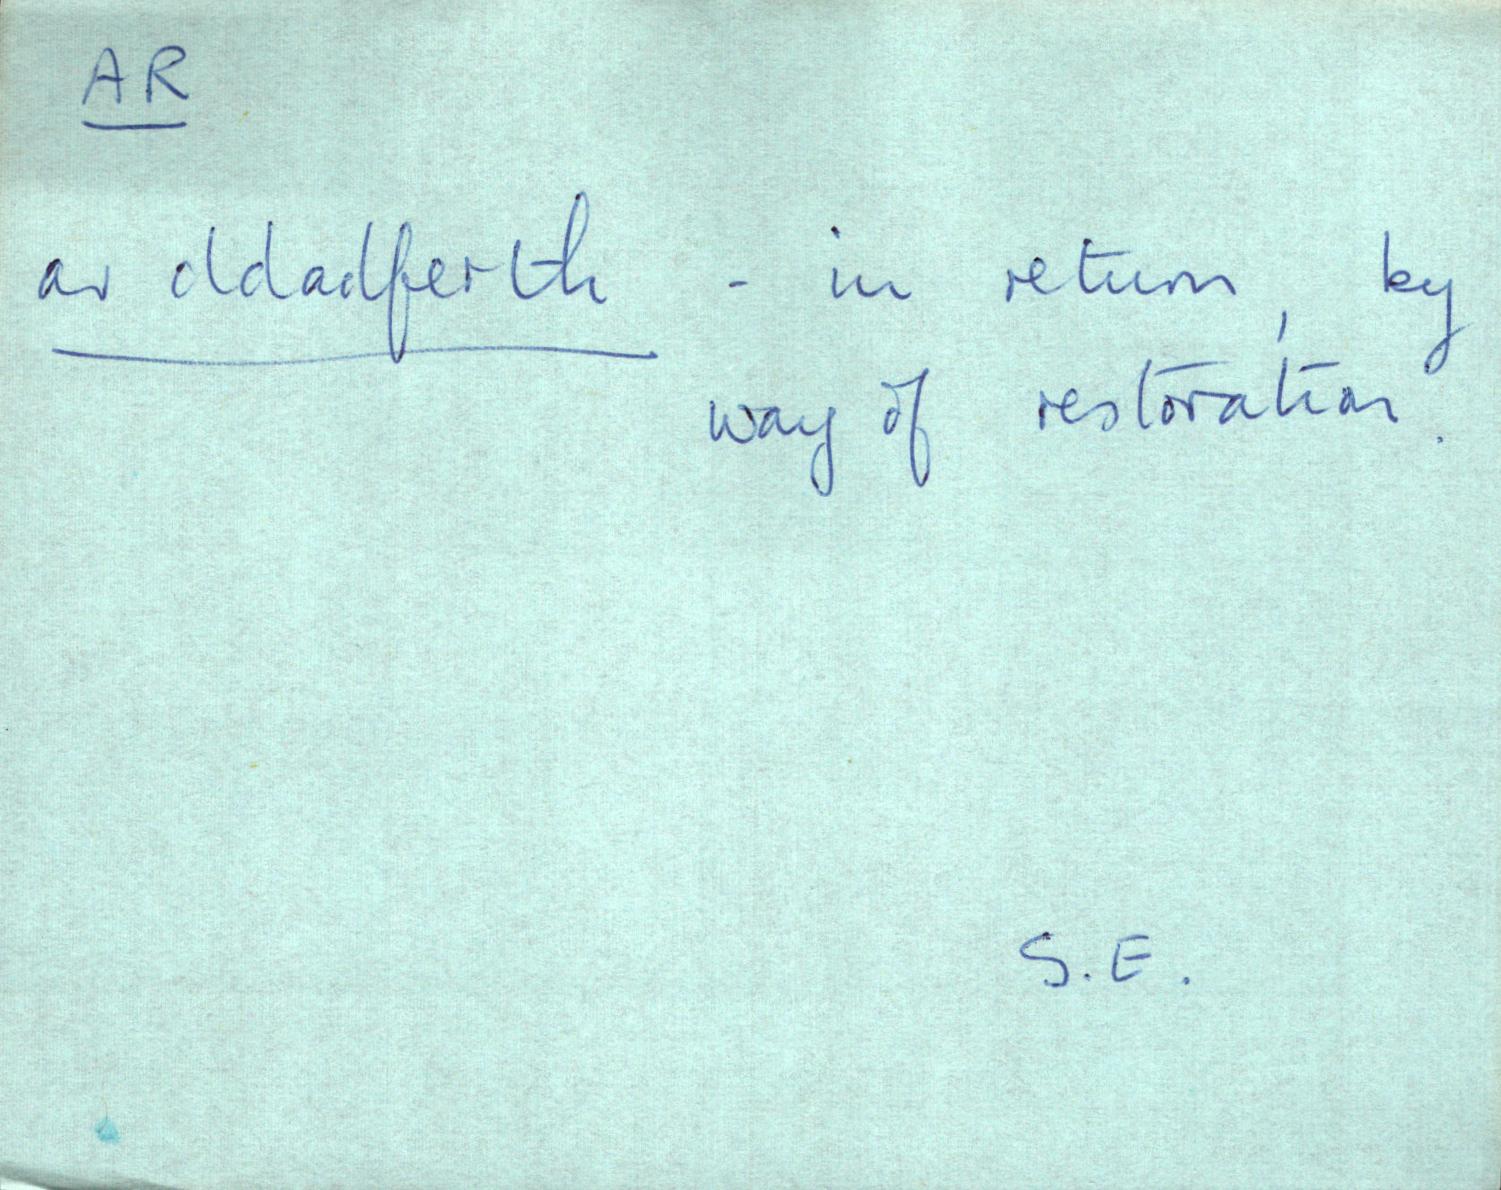 AR
ar ddadferth - in return, by
way of restoration.
S.E.